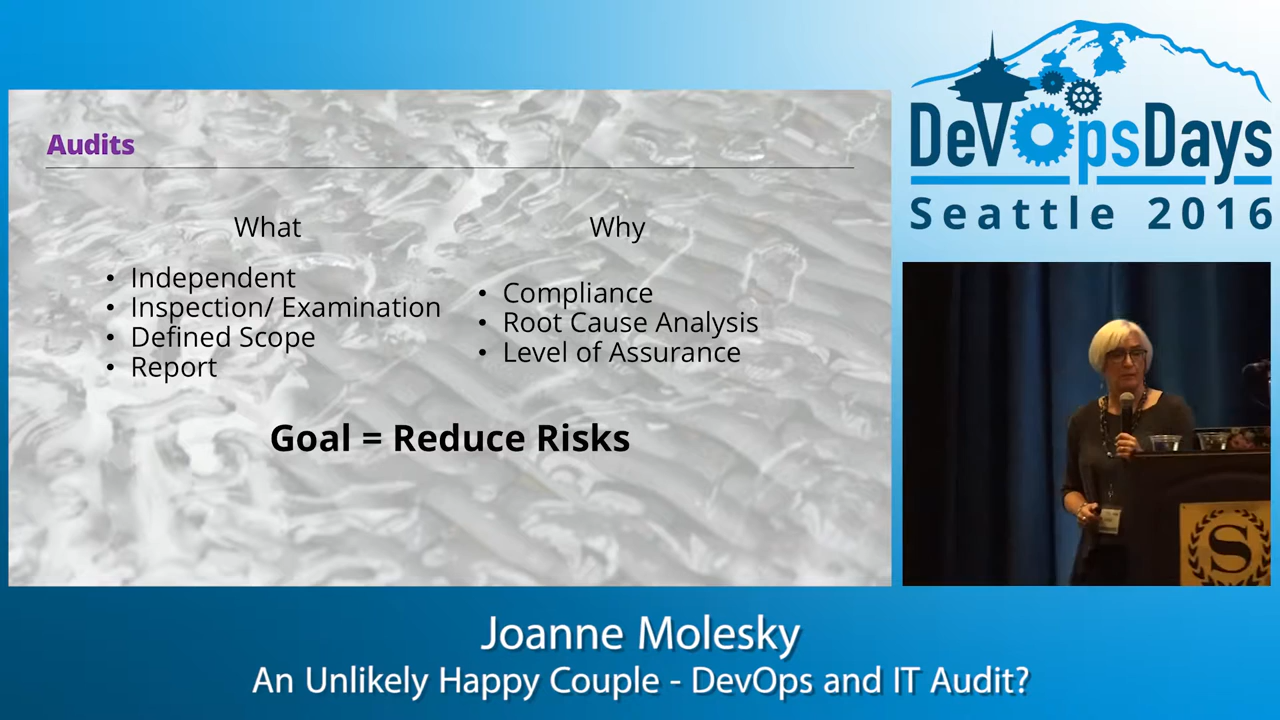 Audits
What
• Independent
• Inspection/ Examination
• Defined Scope
• Report
Why
• Compliance
• Root Cause Analysis
• Level of Assurance
Goal = Reduce Risks
DevOpsDays
Seattle 2016
S
Joanne Molesky
An Unlikely Happy Couple - DevOps and IT Audit?